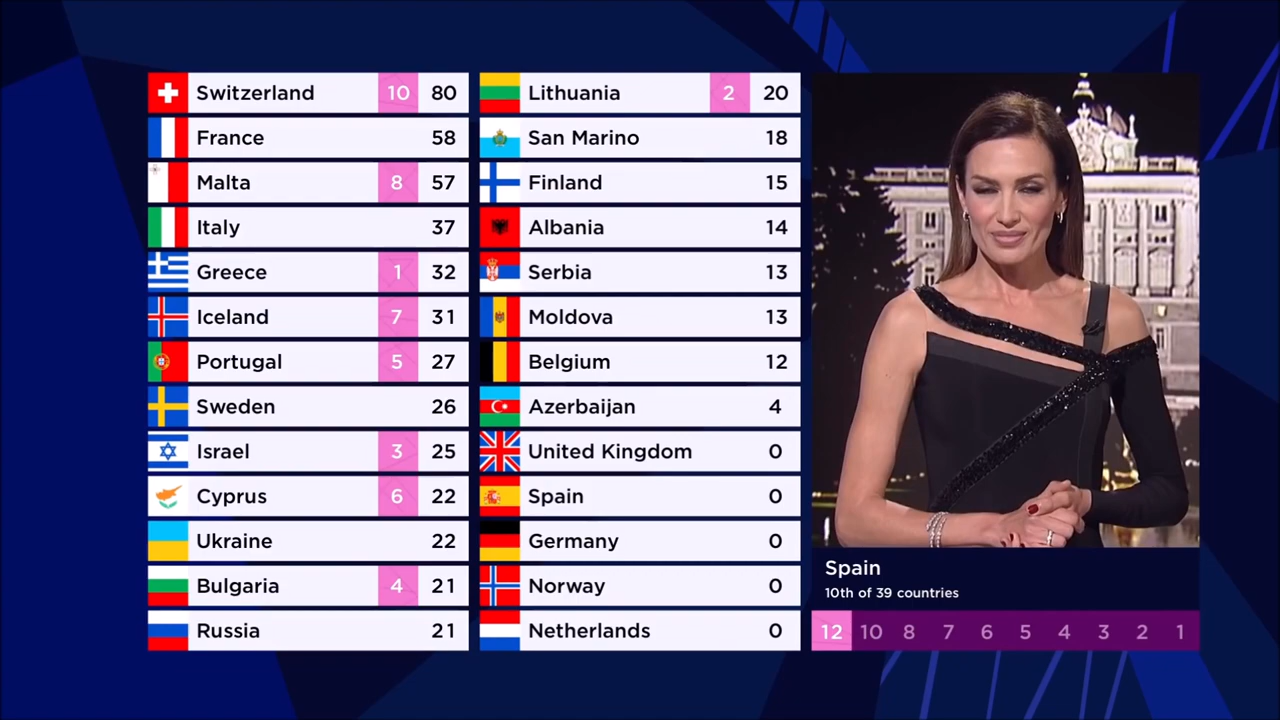 Switzerland 10 80
France 58
Malta 8 57
Italy 37
Greece 1 32
Iceland 7 31
Portugal 5 27
Sweden 26
Israel 3 25
Cyprus 6 22
Ukraine 22
Bulgaria 4 21
Russia 21
Lithuania 2 20
San Marino 18
Finland 15
Albania 14
Serbia 13
Moldova 13
Belgium 12
Azerbaijan 4
United Kingdom 0
Spain 0
Germany 0
Norway 0
Netherlands 0
Spain
10th of 39 countries
12 10 8 7 6 5 4 3 2 1